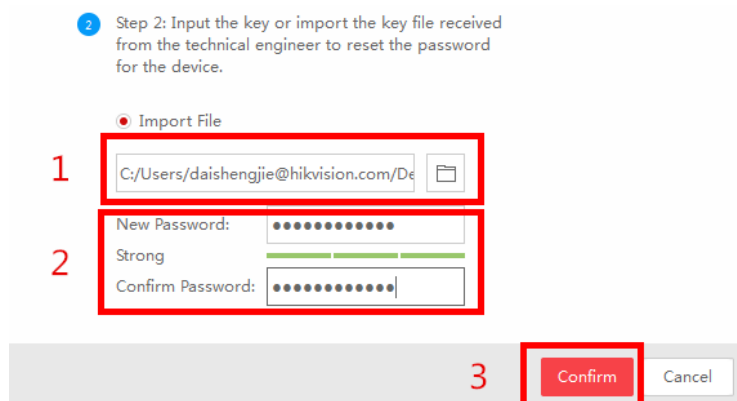 2 Step 2: Input the key or import the key file received
from the technical engineer to reset the password
for the device.
Import File
1 C:/Users/daishengjie@hikvision.com/De
New Password: ●●●●●●●●●●●●
2 Strong
Confirm Password: ●●●●●●●●●●●●
3 Confirm Cancel